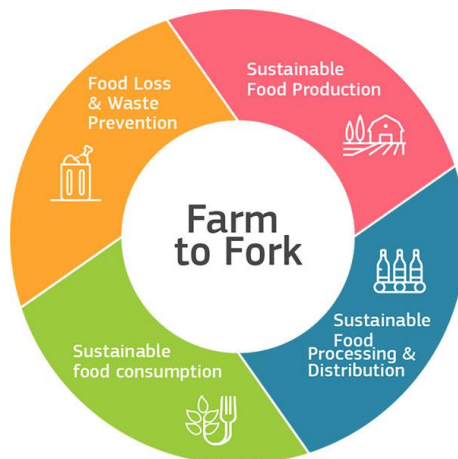 Food Loss
& Waste
Prevention
Sustainable
Food Production
Farm
to Fork
Sustainable
Food
Processing &
Distribution
Sustainable
food consumption